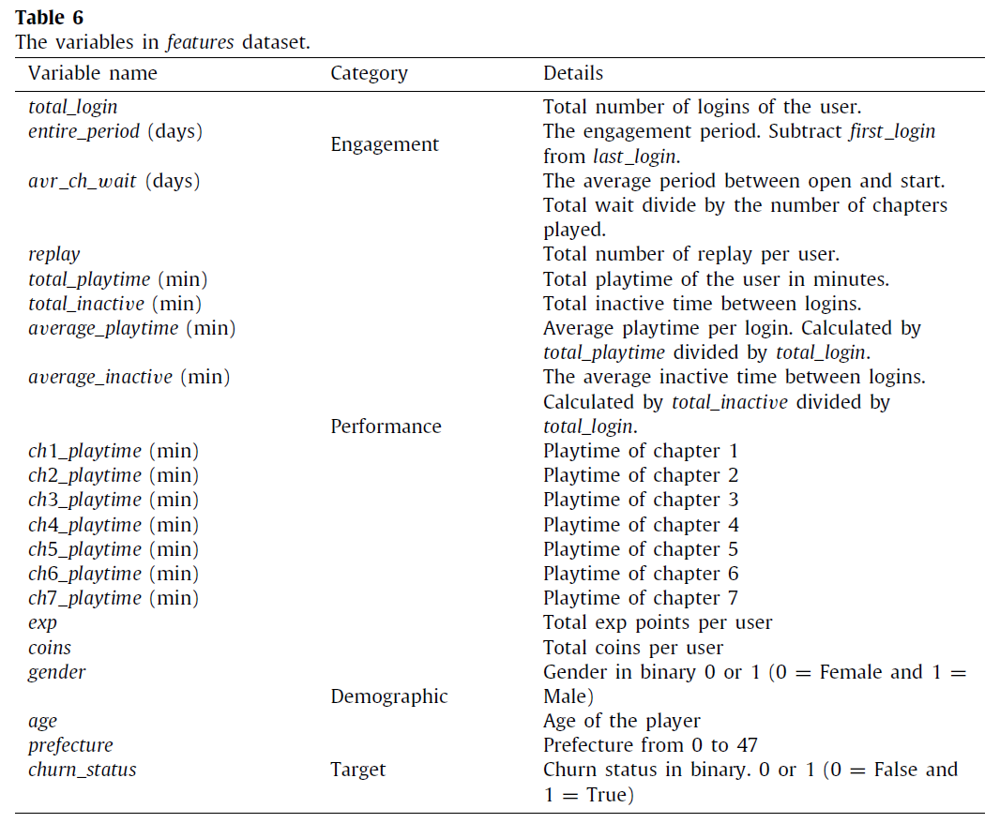 Table 6
The variables in features dataset.
Variable name Category Details
total_login Total number of logins of the user.
entire_period (days) The engagement period. Subtract first_login
Engagement
from last_login.
avr_ch_wait (days) The average period between open and start.
Total wait divide by the number of chapters
played.
replay Total number of replay per user.
total_playtime (min) Total playtime of the user in minutes.
total_inactive (min) Total inactive time between logins.
average_playtime (min) Average playtime per login. Calculated by
total_playtime divided by total_login.
average_inactive (min) The average inactive time between logins.
Calculated by total_inactive divided by
Performance total_login.
ch1_playtime (min) Playtime of chapter 1
ch2_playtime (min) Playtime of chapter 2
ch3_playtime (min) Playtime of chapter 3
ch4_playtime (min) Playtime of chapter 4
ch5_playtime (min) Playtime of chapter 5
ch6_playtime (min) Playtime of chapter 6
ch7_playtime (min) Playtime of chapter 7
exp Total exp points per user
coins Total coins per user
gender Gender in binary 0 or 1 (0 = Female and 1 =
Demographic Male)
age Age of the player
prefecture Prefecture from 0 to 47
churn_status Target Churn status in binary. 0 or 1 (0 = False and
1 = True)